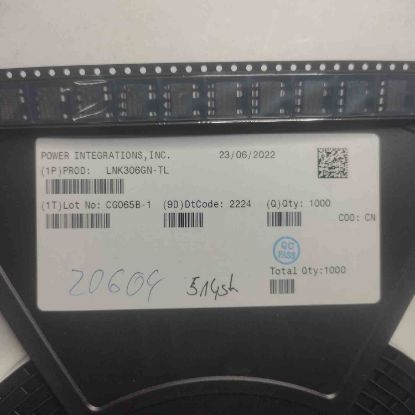 POWER INTEGRATIONS,INC. 23/06/2022
(1P)PROD: LNK306GN-TL
(1T)Lot No: CG065B-1 (9D)DtCode: 2224 (Q)Qty: 1000
COO: CN
QC
PASS
Total Qty:1000
20604